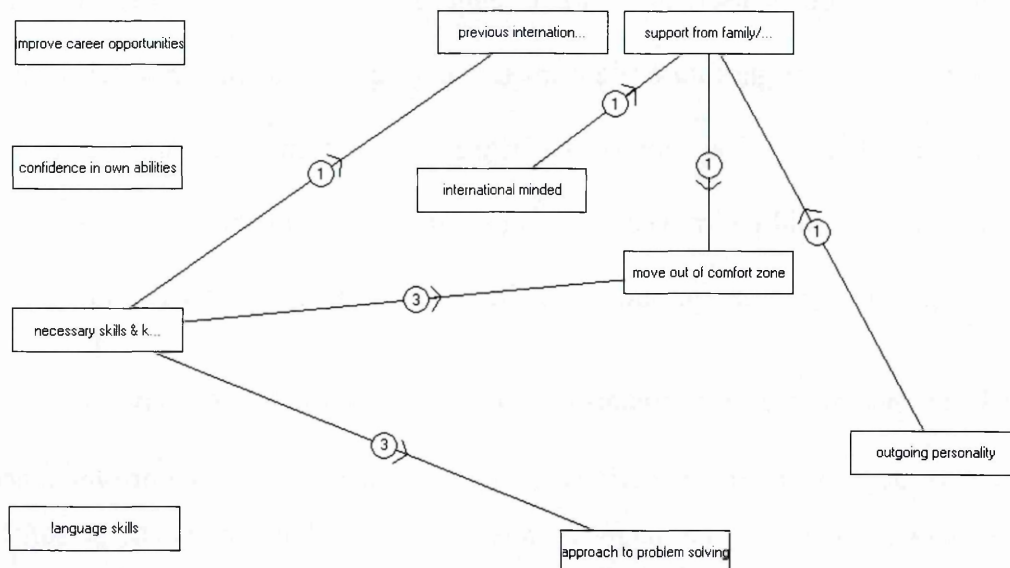 previous internation...
support from family/...
improve career opportunities
1
confidence in own abilities
1
1
international minded
1
move out of comfort zone
3
necessary skills & k...
3
outgoing personality
language skills
approach to problem solving